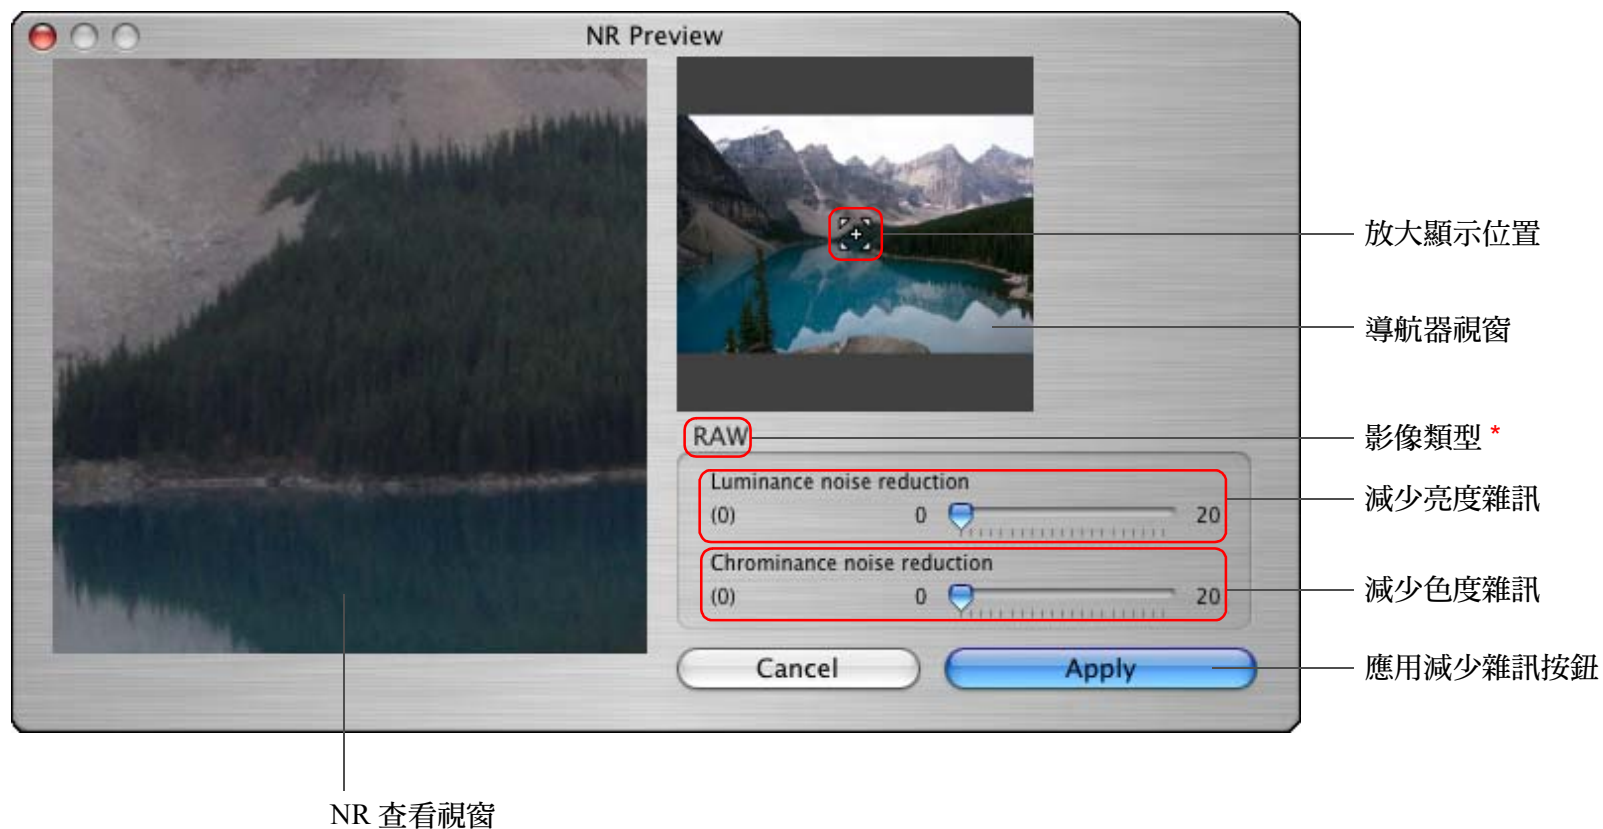 NR Preview
放大顯示位置
導航器視窗
RAW
影像類型 *
Luminance noise reduction
(0) 0 20
減少亮度雜訊
Chrominance noise reduction
(0) 0 20
減少色度雜訊
Cancel
Apply
應用減少雜訊按鈕
NR 查看視窗